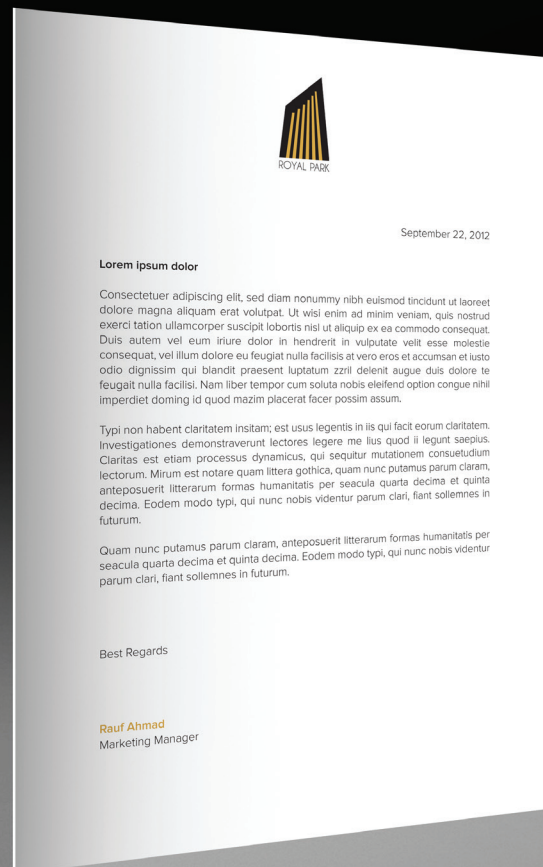 ROYAL PARK
September 22, 2012
Lorem ipsum dolor
Consectetuer adipiscing elit, sed diam nonummy nibh euismod tincidunt ut laoreet
dolore magna aliquam erat volutpat. Ut wisi enim ad minim veniam, quis nostrud
exerci tation ullamcorper suscipit lobortis nisl ut aliquip ex ea commodo consequat.
Duis autem vel eum iriure dolor in hendrerit in vulputate velit esse molestie
consequat, vel illum dolore eu feugiat nulla facilisis at vero eros et accumsan et iusto
odio dignissim qui blandit praesent luptatum zzril delenit augue duis dolore te
feugait nulla facilisi. Nam liber tempor cum soluta nobis eleifend option congue nihil
imperdiet doming id quod mazim placerat facer possim assum.
Typi non habent claritatem insitam; est usus legentis in iis qui facit eorum claritatem.
Investigationes demonstraverunt lectores legere me lius quod ii legunt saepius.
Claritas est etiam processus dynamicus, qui sequitur mutationem consuetudium
lectorum. Mirum est notare quam littera gothica, quam nunc putamus parum claram,
anteposuerit litterarum formas humanitatis per seacula quarta decima et quinta
decima. Eodem modo typi, qui nunc nobis videntur parum clari, fiant sollemnes in
futurum.
Quam nunc putamus parum claram, anteposuerit litterarum formas humanitatis per
seacula quarta decima et quinta decima. Eodem modo typi, qui nunc nobis videntur
parum clari, fiant sollemnes in futurum.
Best Regards
Rauf Ahmad
Marketing Manager